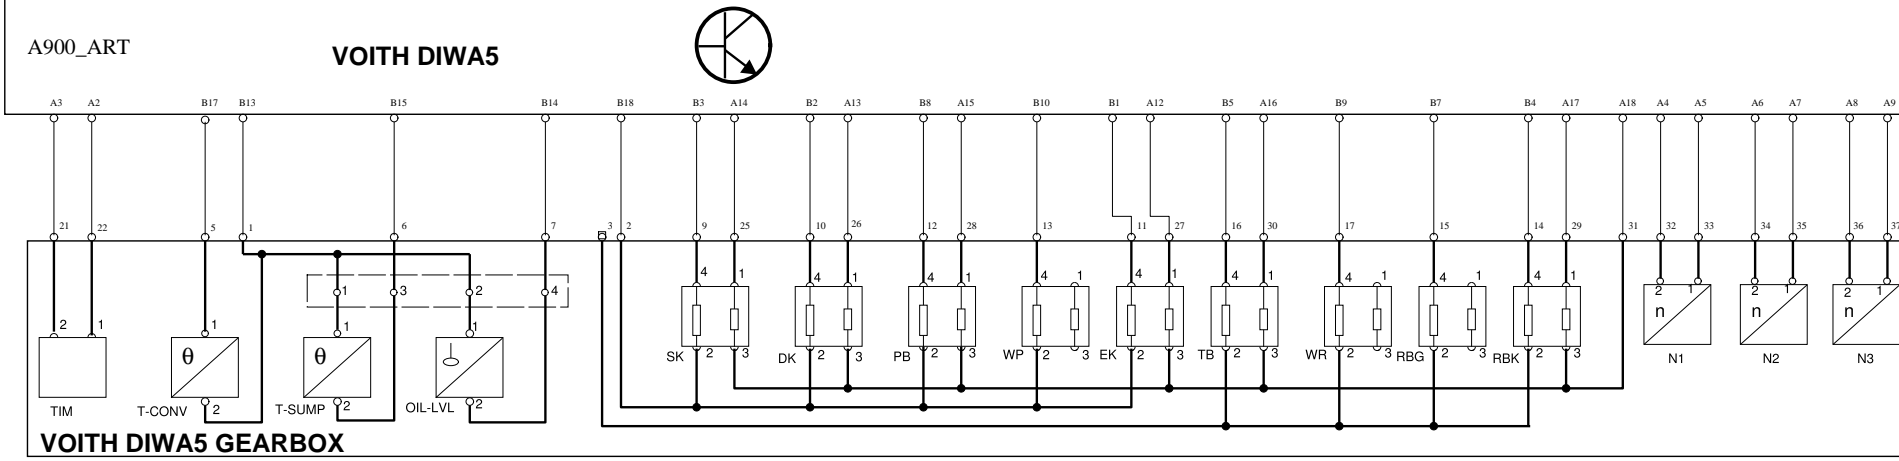 A900_ART
VOITH DIWA5
A3 A2 B17 B13 B15 B14 B18 B3 A14 B2 A13 B8 A15 B10 B1 A12 B5 A16 B9 B7 B4 A17 A18 A4 A5 A6 A7 A8 A9
21 22 5 1 6 7 3 2 9 25 10 26 12 28 13 11 27 16 30 17 15 14 29 31 32 33 34 35 36 37
4 1 4 1 4 1 4 1 4 1 4 1 4 1 4 1 4 1
1 3 2 4
2 1 2 1 2 1
n n n
2 1 1 1 1
θ θ
SK 2 3 DK 2 3 PB 2 3 WP 2 3 EK 2 3 TB 2 3 WR 2 3 RBG 2 3 RBK 2 3 N1 N2 N3
TIM T-CONV 2 T-SUMP 2 OIL-LVL 2
VOITH DIWA5 GEARBOX